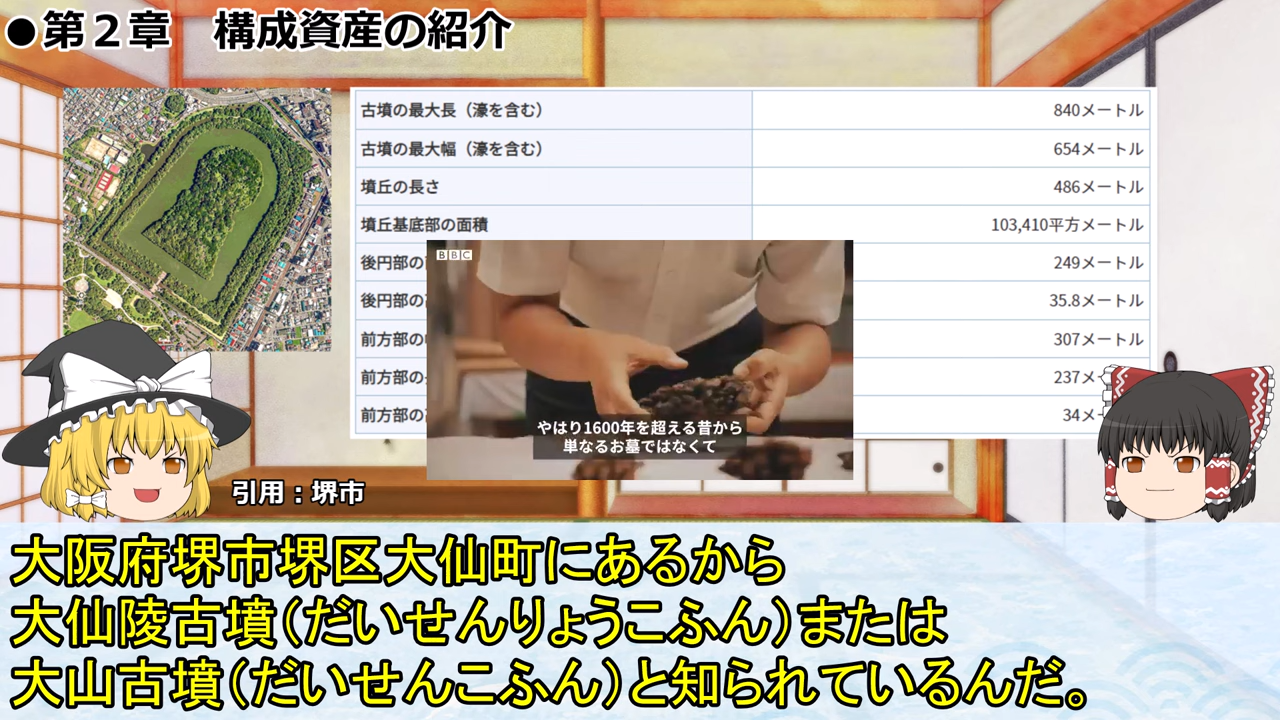 ●第２章　構成資産の紹介
古墳の最大長（濠を含む） 840メートル
古墳の最大幅（濠を含む） 654メートル
墳丘の長さ 486メートル
墳丘基底部の面積 103,410平方メートル
後円部の 249メートル
後円部の 35.8メートル
前方部の 307メートル
前方部の 237メ
前方部の 34メ
BBC
やはり1600年を超える昔から
単なるお墓ではなくて
引用：堺市
大阪府堺市堺区大仙町にあるから
大仙陵古墳（だいせんりょうこふん）または
大山古墳（だいせんこふん）と知られているんだ。